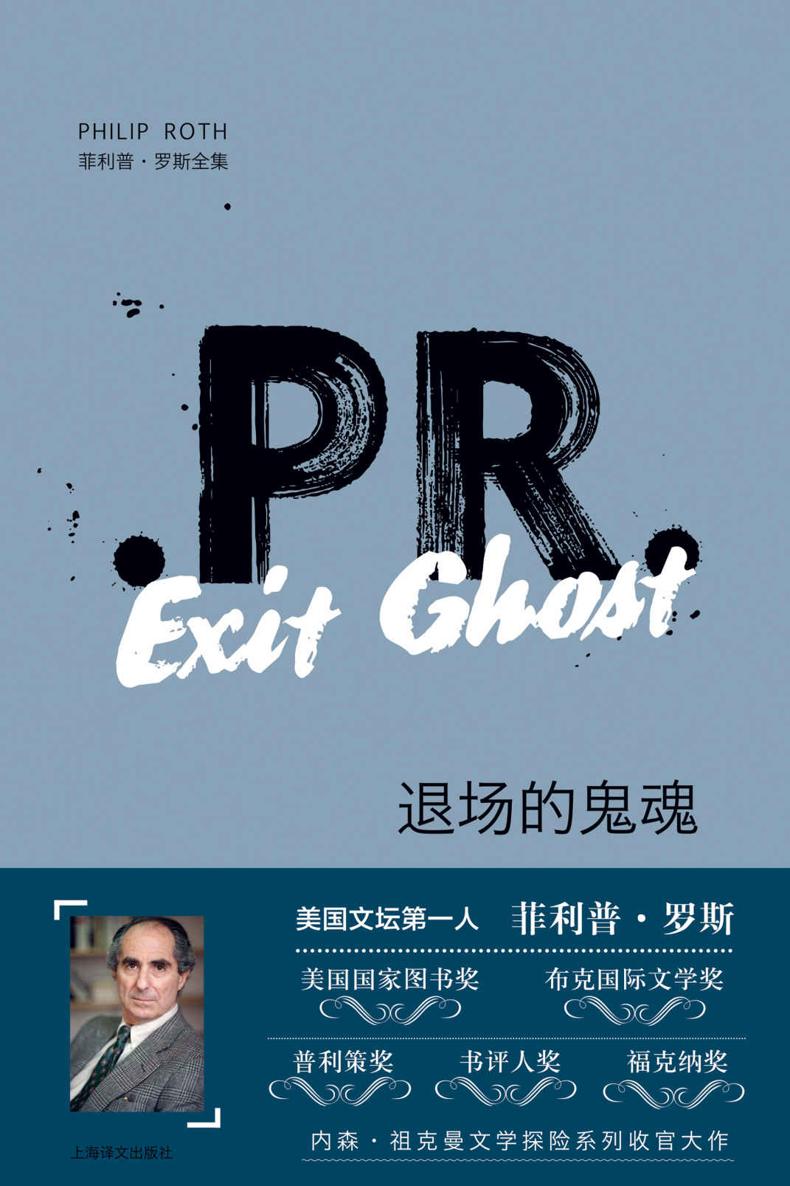 PHILIP ROTH
菲利普·罗斯全集
.PR.
Exit Ghost
退场的鬼魂
美国文坛第一人 菲利普·罗斯
美国国家图书奖 布克国际文学奖
普利策奖 书评人奖 福克纳奖
内森·祖克曼文学探险系列收官大作
上海译文出版社